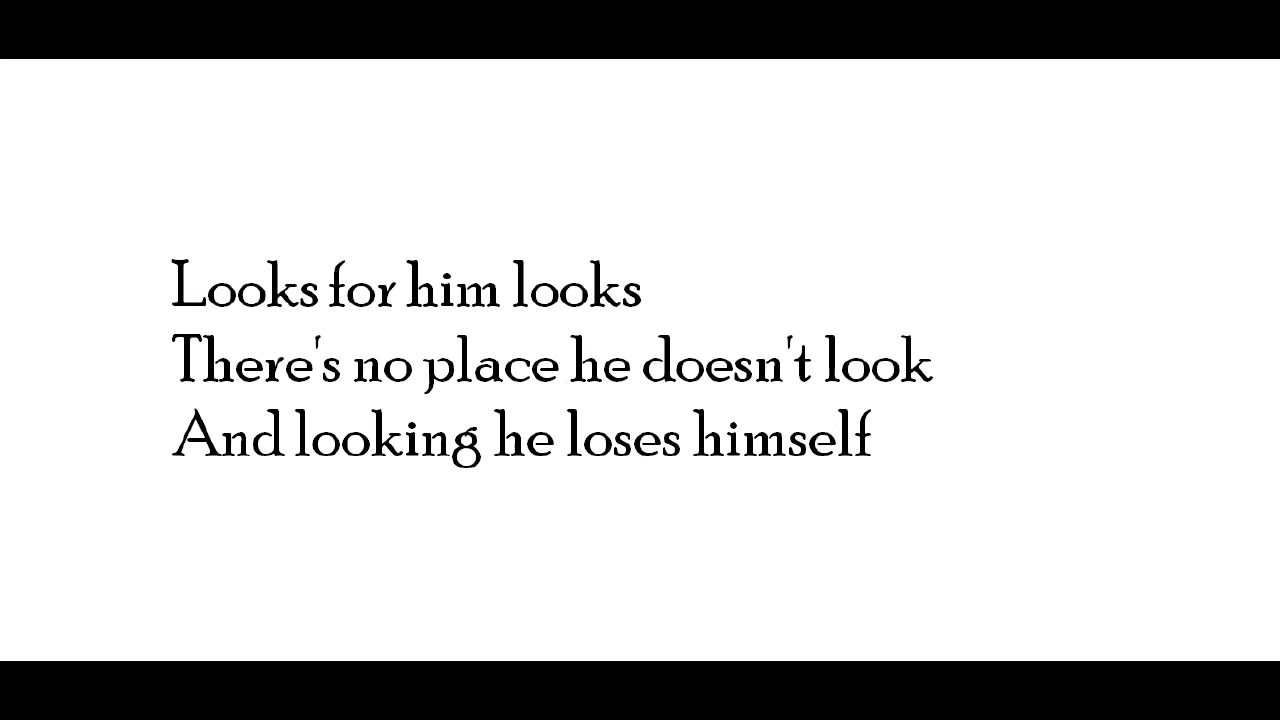 Looks for him looks
There's no place he doesn't look
And looking he loses himself